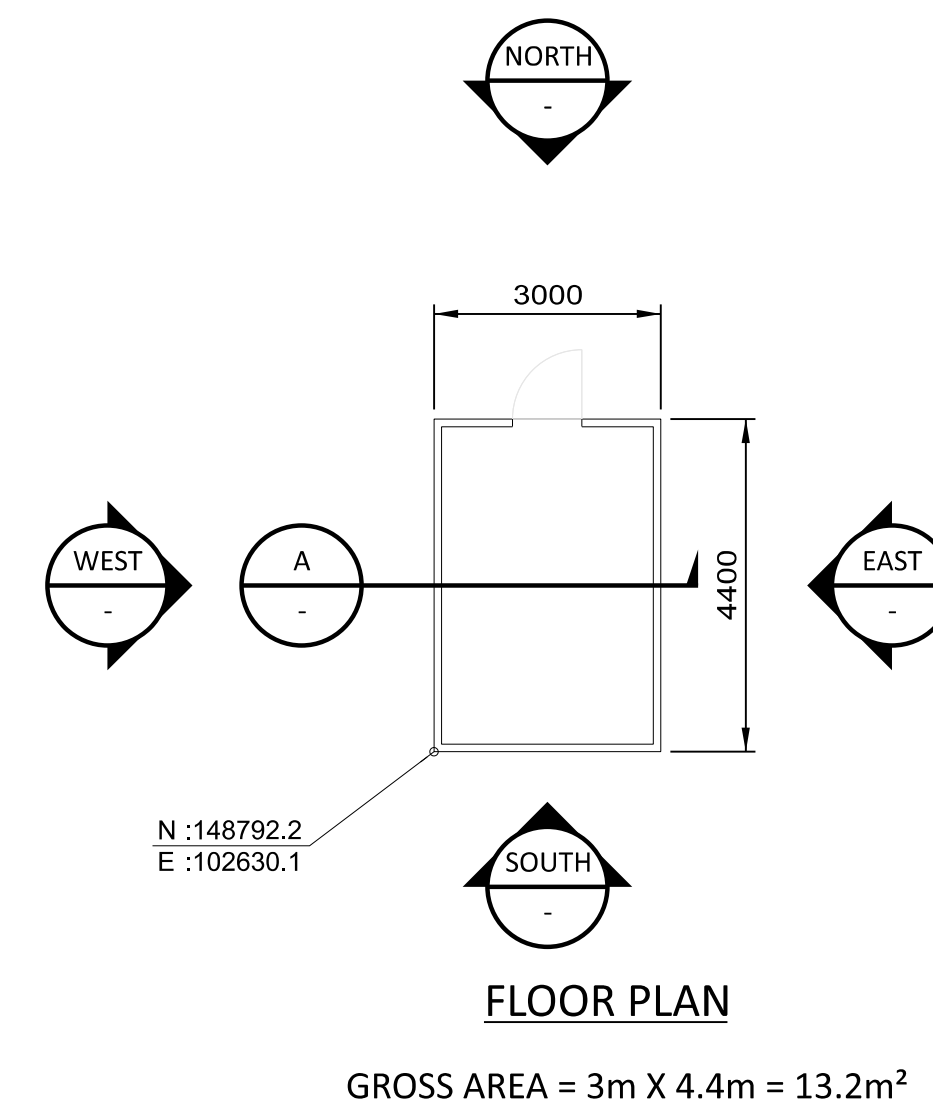 NORTH
-
3000
WEST
-
A
-
4400
EAST
-
N :148792.2
E :102630.1
SOUTH
-
FLOOR PLAN
GROSS AREA = 3m X 4.4m = 13.2m²